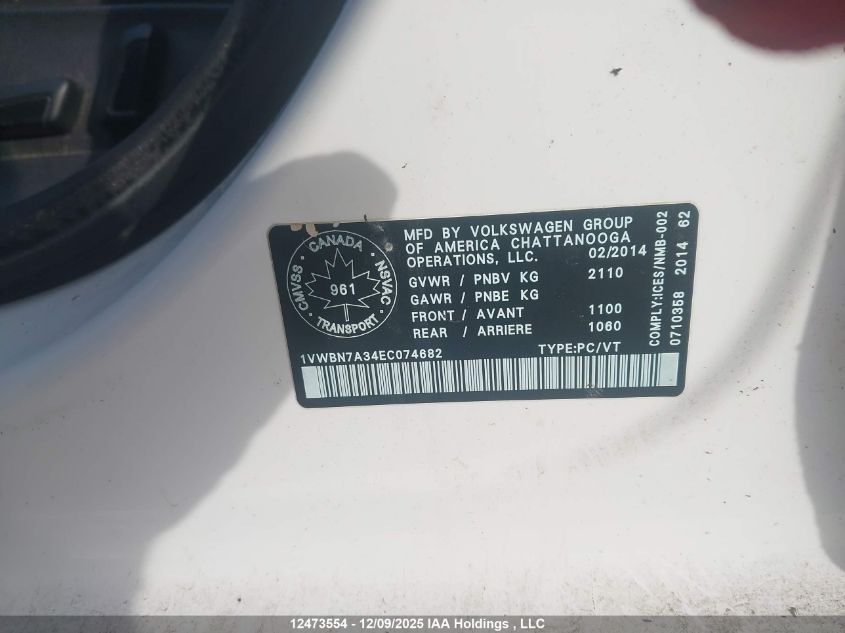 CANADA
CMVSS
NSVAC
961
TRANSPORT
MFD BY VOLKSWAGEN GROUP
OF AMERICA CHATTANOOGA
OPERATIONS, LLC. 02/2014
GVWR / PNBV KG 2110
GAWR / PNBE KG
FRONT / AVANT 1100
REAR / ARRIERE 1060
1VWBN7A34EC074682 TYPE:PC/VT
COMPLY:ICES/NMB-002
0710358 2014 62
12473554 - 12/09/2025 IAA Holdings , LLC